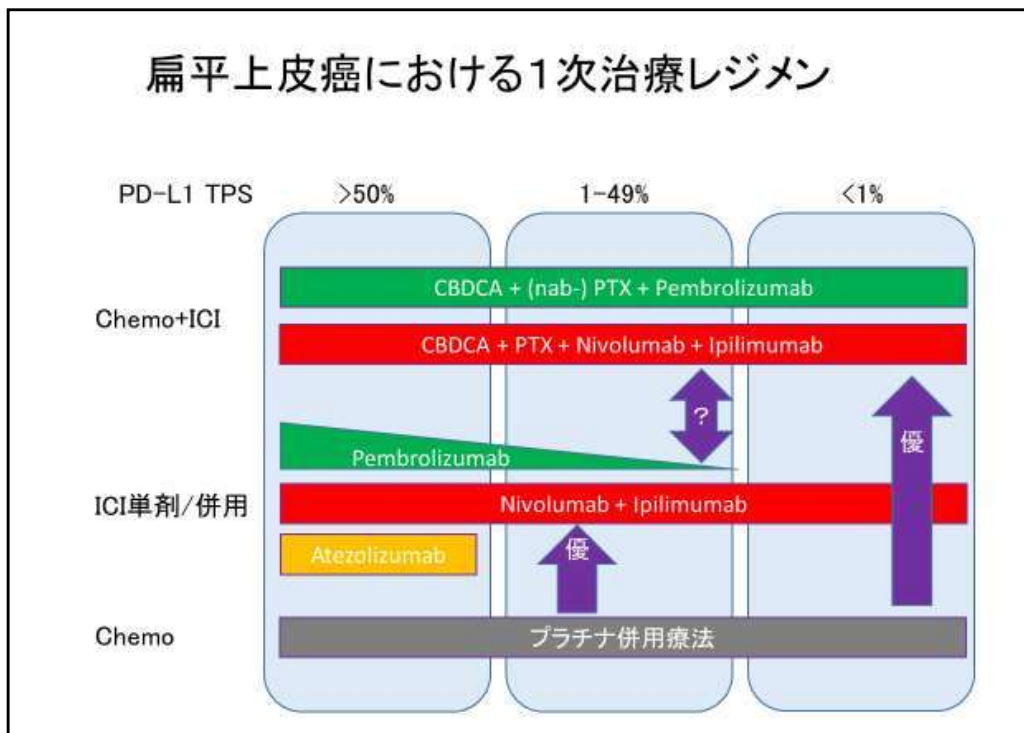 扁平上皮癌における1次治療レジメン
PD-L1 TPS >50% 1-49% <1%
Chemo+ICI
CBDCA + (nab-) PTX + Pembrolizumab
CBDCA + PTX + Nivolumab + Ipilimumab
?
優
Pembrolizumab
ICI単剤/併用
Nivolumab + Ipilimumab
Atezolizumab
優
Chemo
プラチナ併用療法